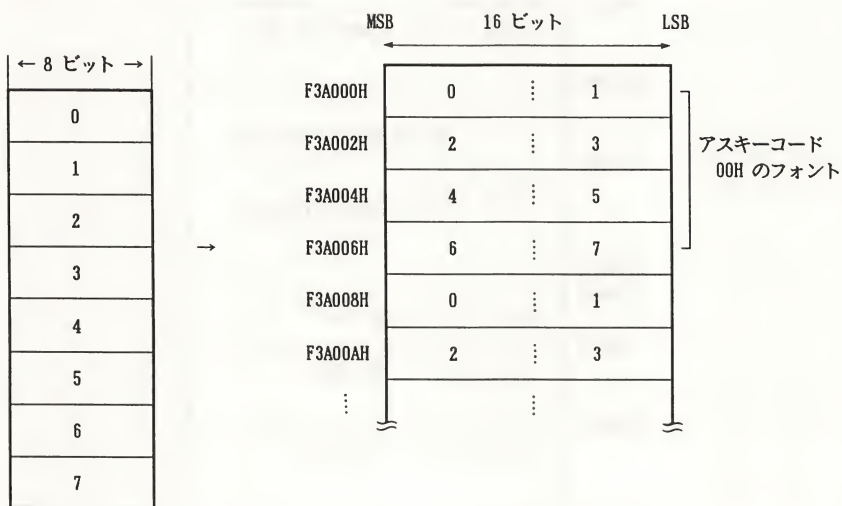 ← 8 ビット →
0
1
2
3
4
5
6
7
→
MSB 16 ビット LSB
F3A000H 0 1
F3A002H 2 3
F3A004H 4 5
F3A006H 6 7
F3A008H 0 1
F3A00AH 2 3
アスキーコード
00H のフォント